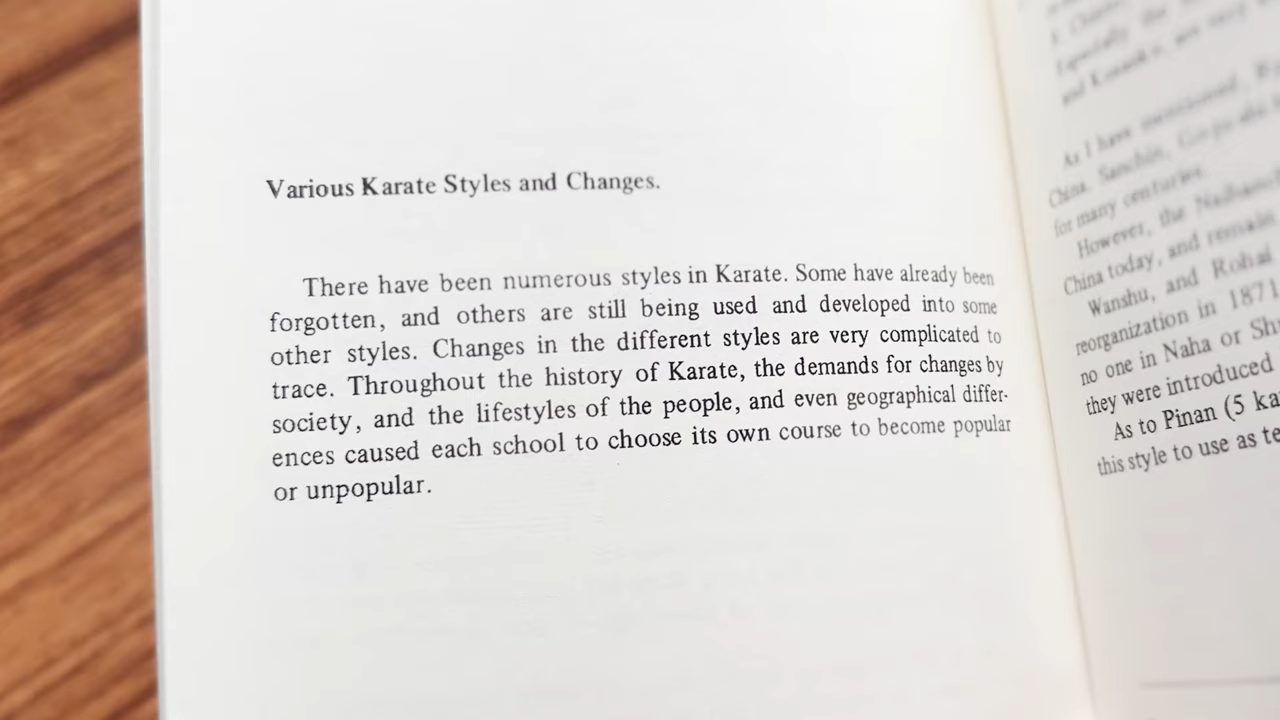 Various Karate Styles and Changes.
There have been numerous styles in Karate. Some have already been
forgotten, and others are still being used and developed into some
other styles. Changes in the different styles are very complicated to
trace. Throughout the history of Karate, the demands for changes by
society, and the lifestyles of the people, and even geographical differ-
ences caused each school to choose its own course to become popular
or unpopular.
Especially the
and
As I have mentioned,
China. Sanchin,
for many centuries.
However, the
China today, and remain
Wanshu, and Rohai
reorganization in 1871
no one in Naha or
they were introduced
As to Pinan (5
this style to use as